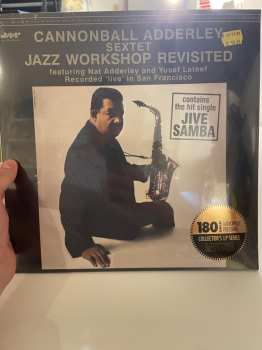 CANNONBALL ADDERLEY
SEXTET
JAZZ WORKSHOP REVISITED
featuring Nat Adderley and Yusef Lateef
Recorded 'live' in San Francisco
contains
the hit single
JIVE
SAMBA
180
COLLECTOR'S LP SERIES